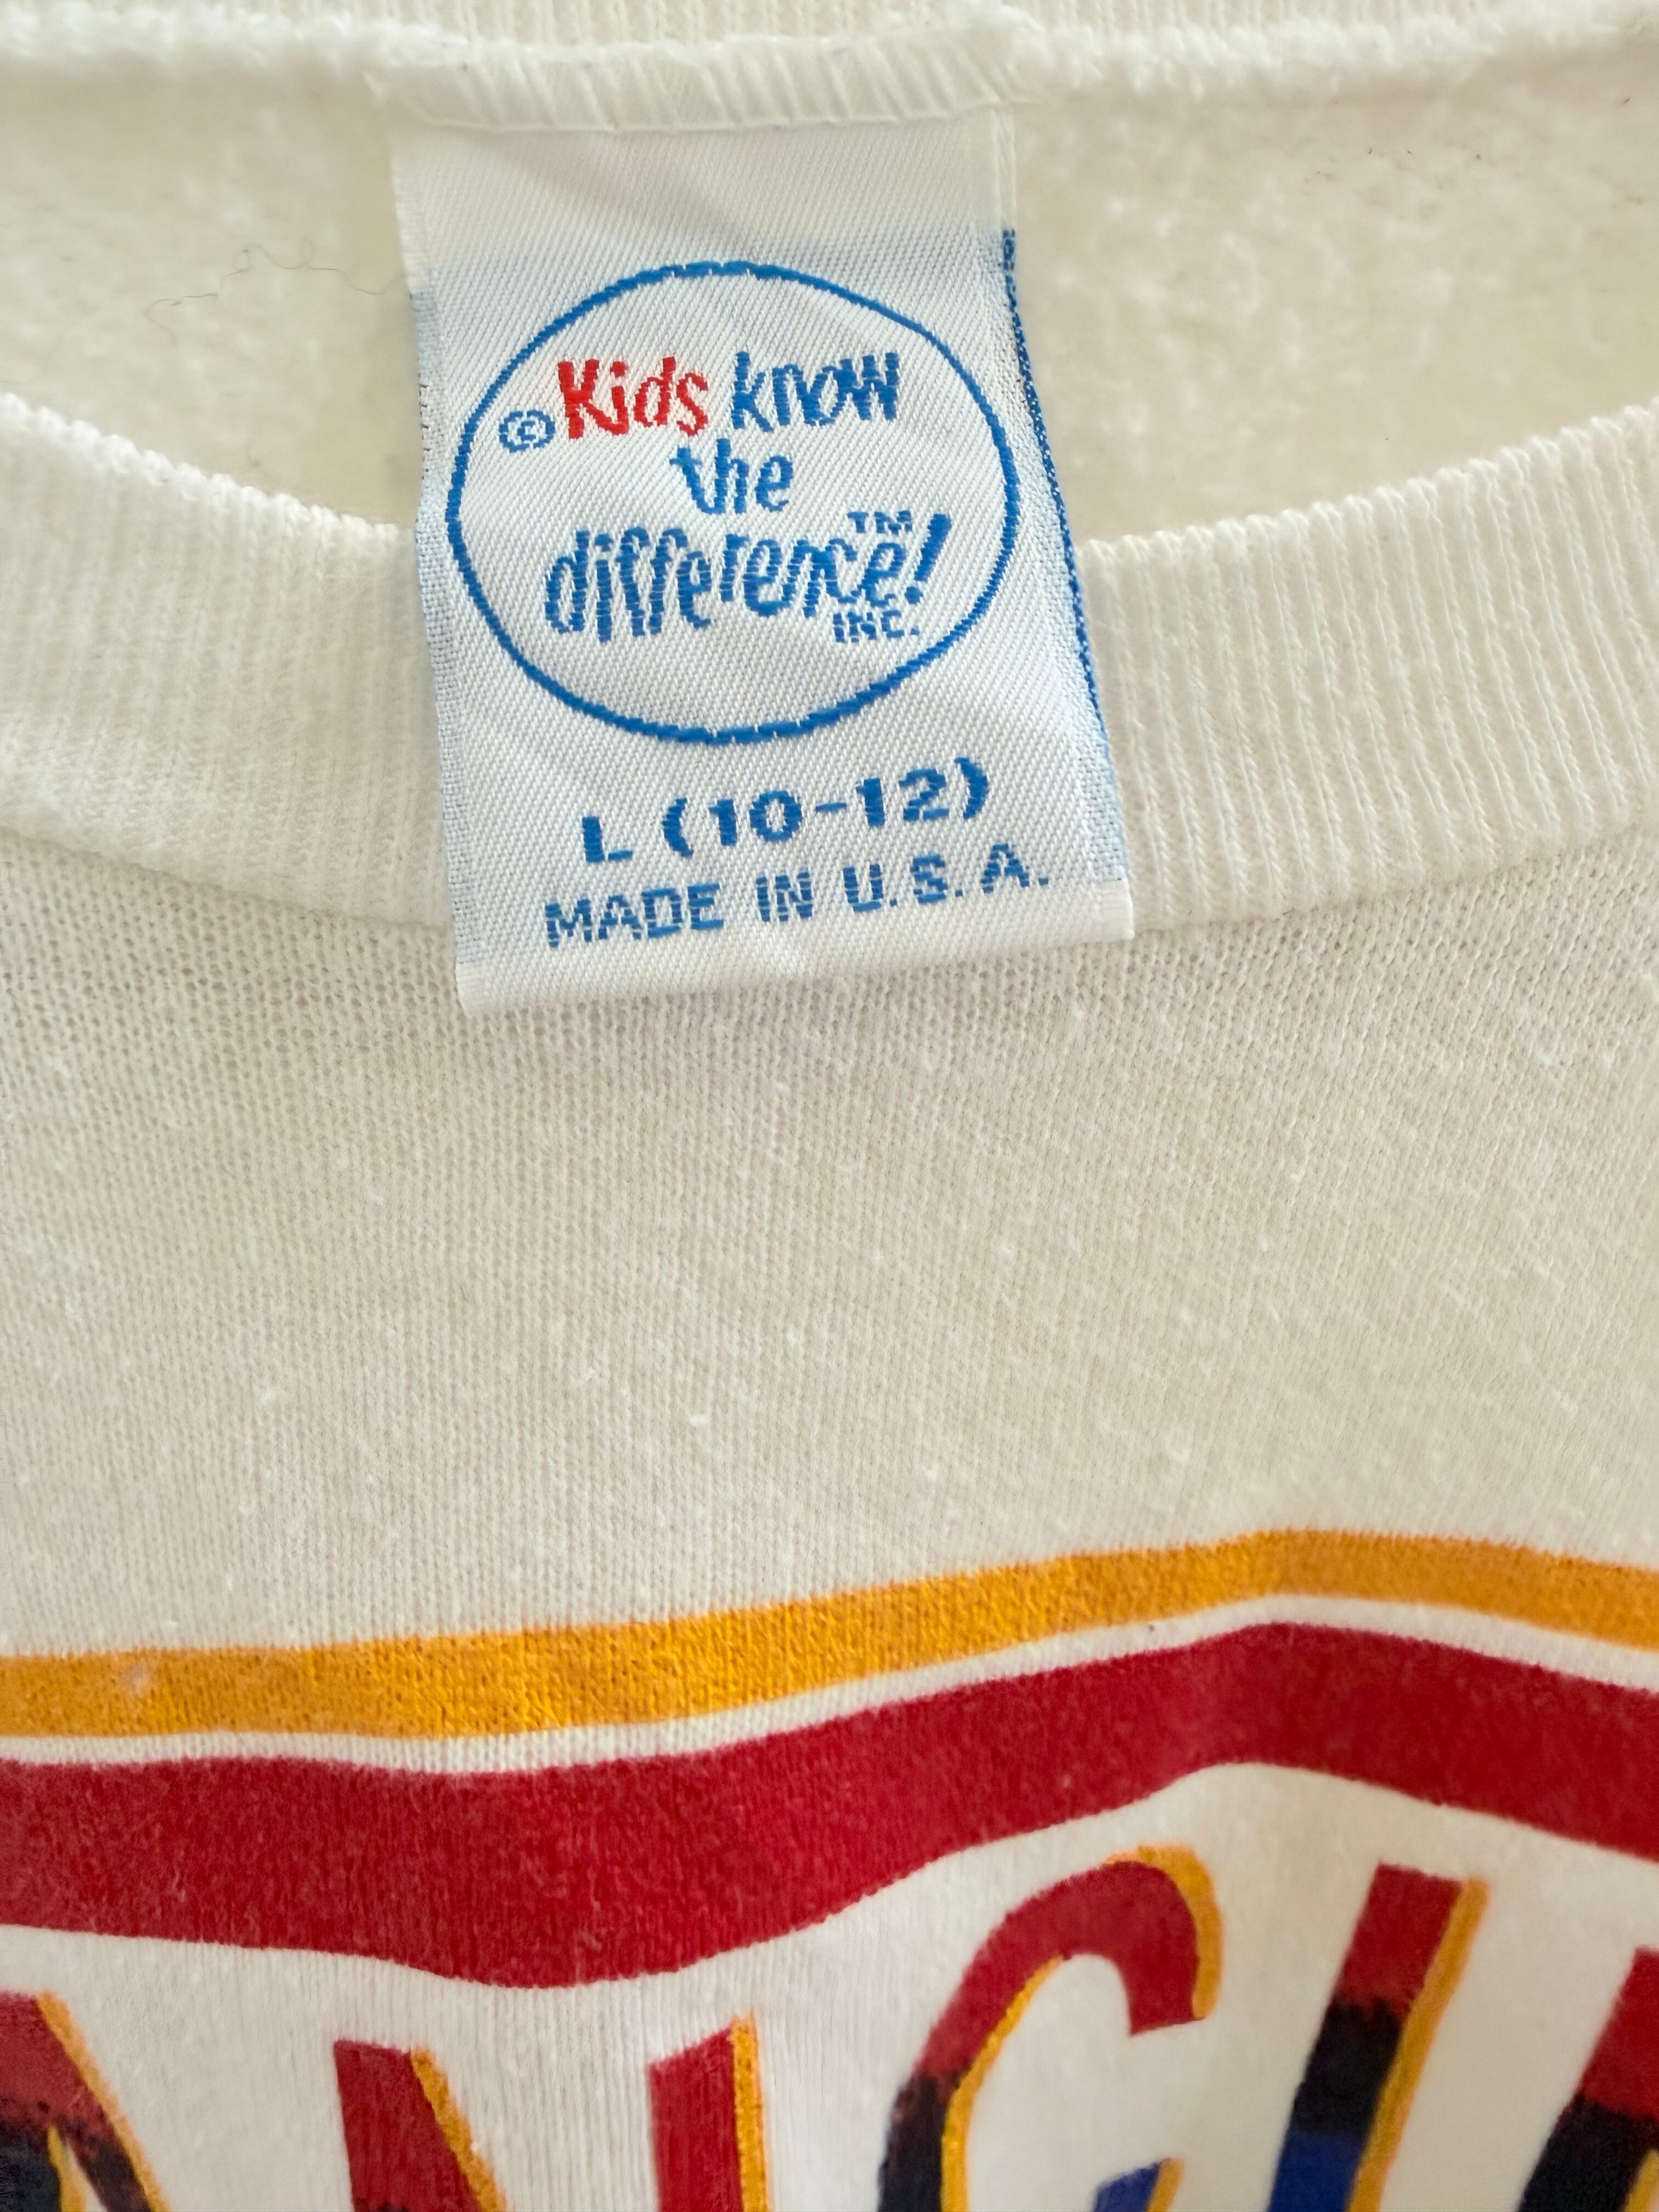 © Kids know
the
difference!™
INC.
L (10-12)
MADE IN U.S.A.